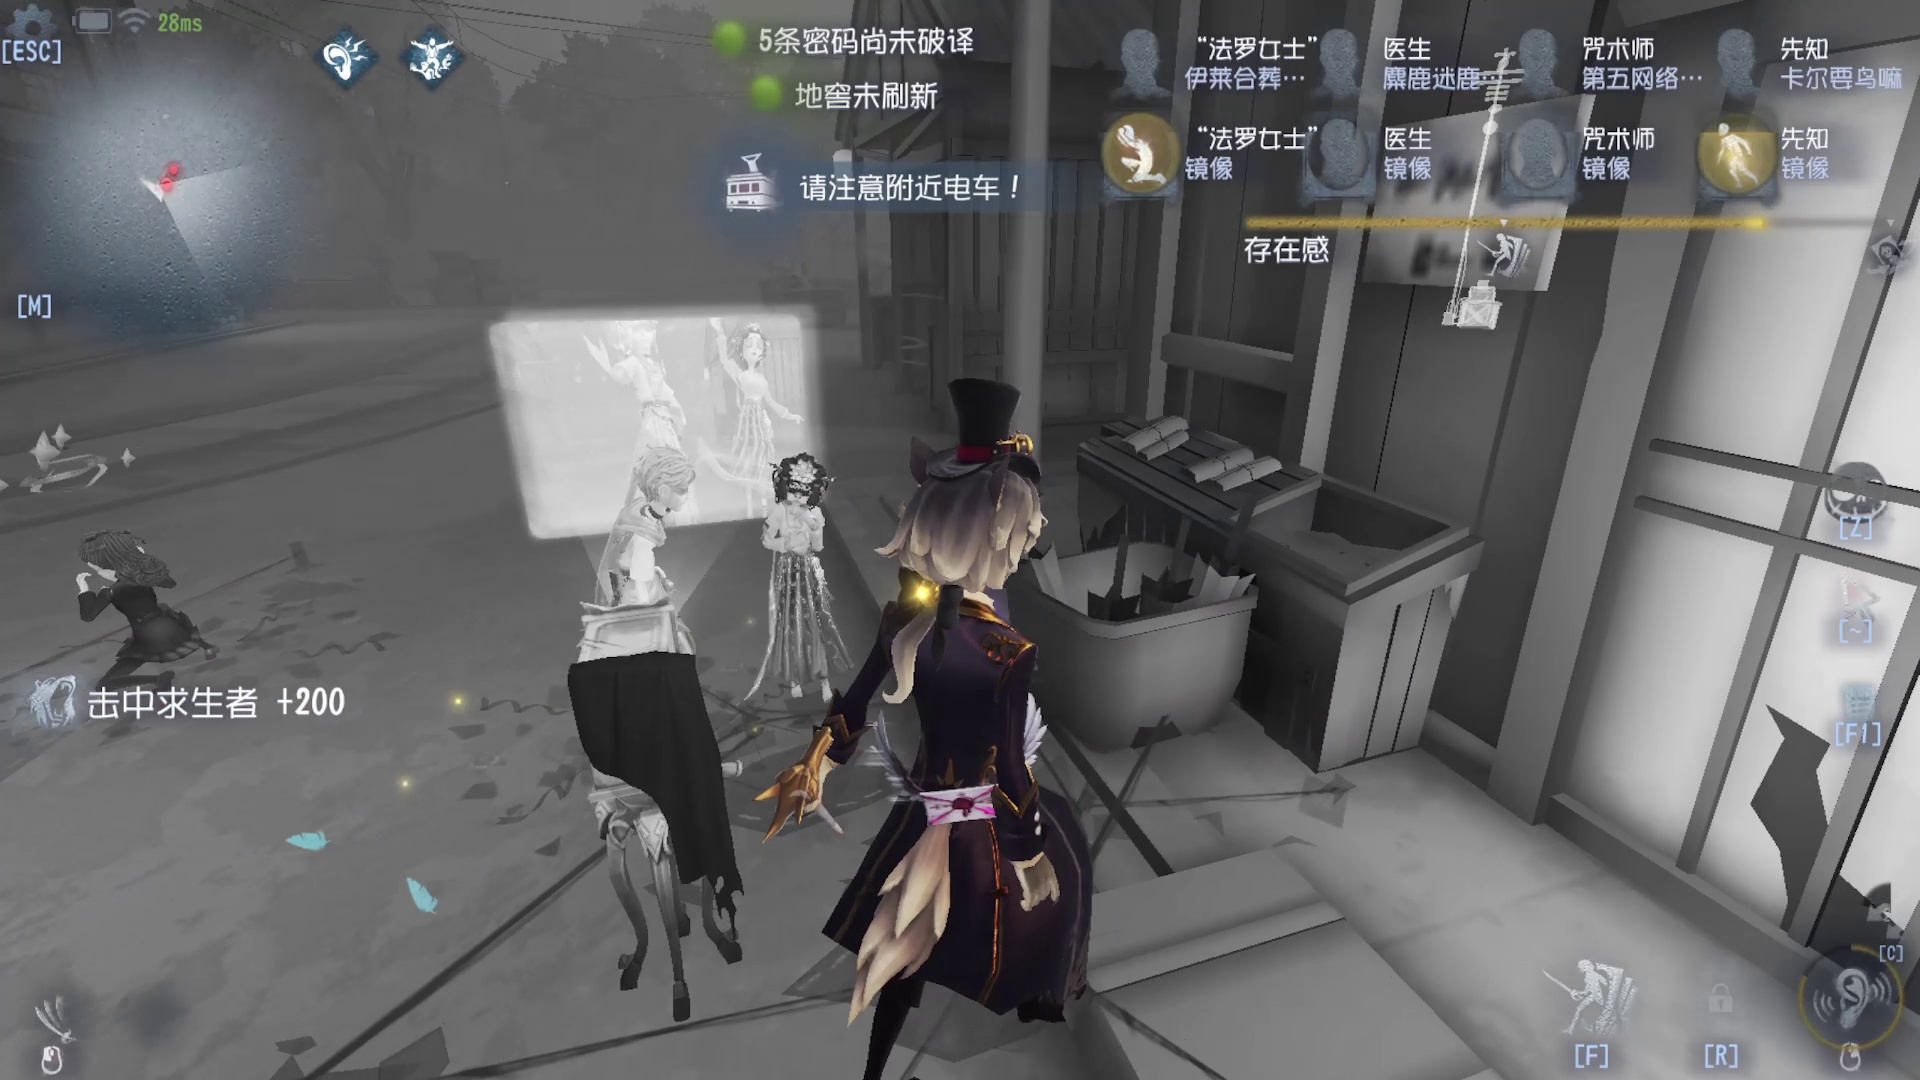 28ms
[ESC]
5条密码尚未破译
地窖未刷新
请注意附近电车！
“法罗女士”
伊莱合葬…
医生
麋鹿迷鹿…
咒术师
第五网络…
先知
卡尔要鸟嘛
“法罗女士”
镜像
医生
镜像
咒术师
镜像
先知
镜像
存在感
[M]
击中求生者 +200
[Z]
[~]
[F1]
[C]
[F]
[R]